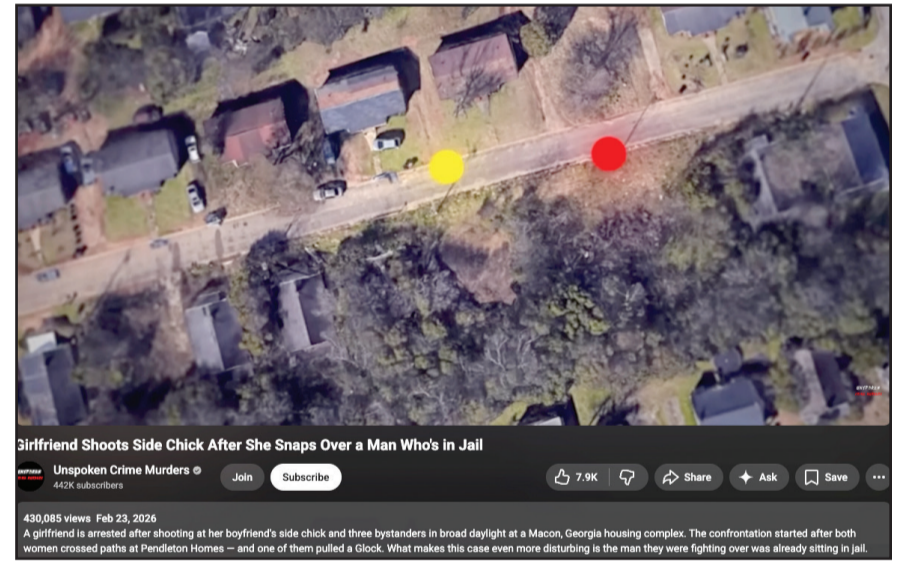 Girlfriend Shoots Side Chick After She Snaps Over a Man Who's in Jail
Unspoken Crime Murders
442K subscribers
Join
Subscribe
7.9K
Share
Ask
Save
430,085 views Feb 23, 2026
A girlfriend is arrested after shooting at her boyfriend's side chick and three bystanders in broad daylight at a Macon, Georgia housing complex. The confrontation started after both
women crossed paths at Pendleton Homes — and one of them pulled a Glock. What makes this case even more disturbing is the man they were fighting over was already sitting in jail.